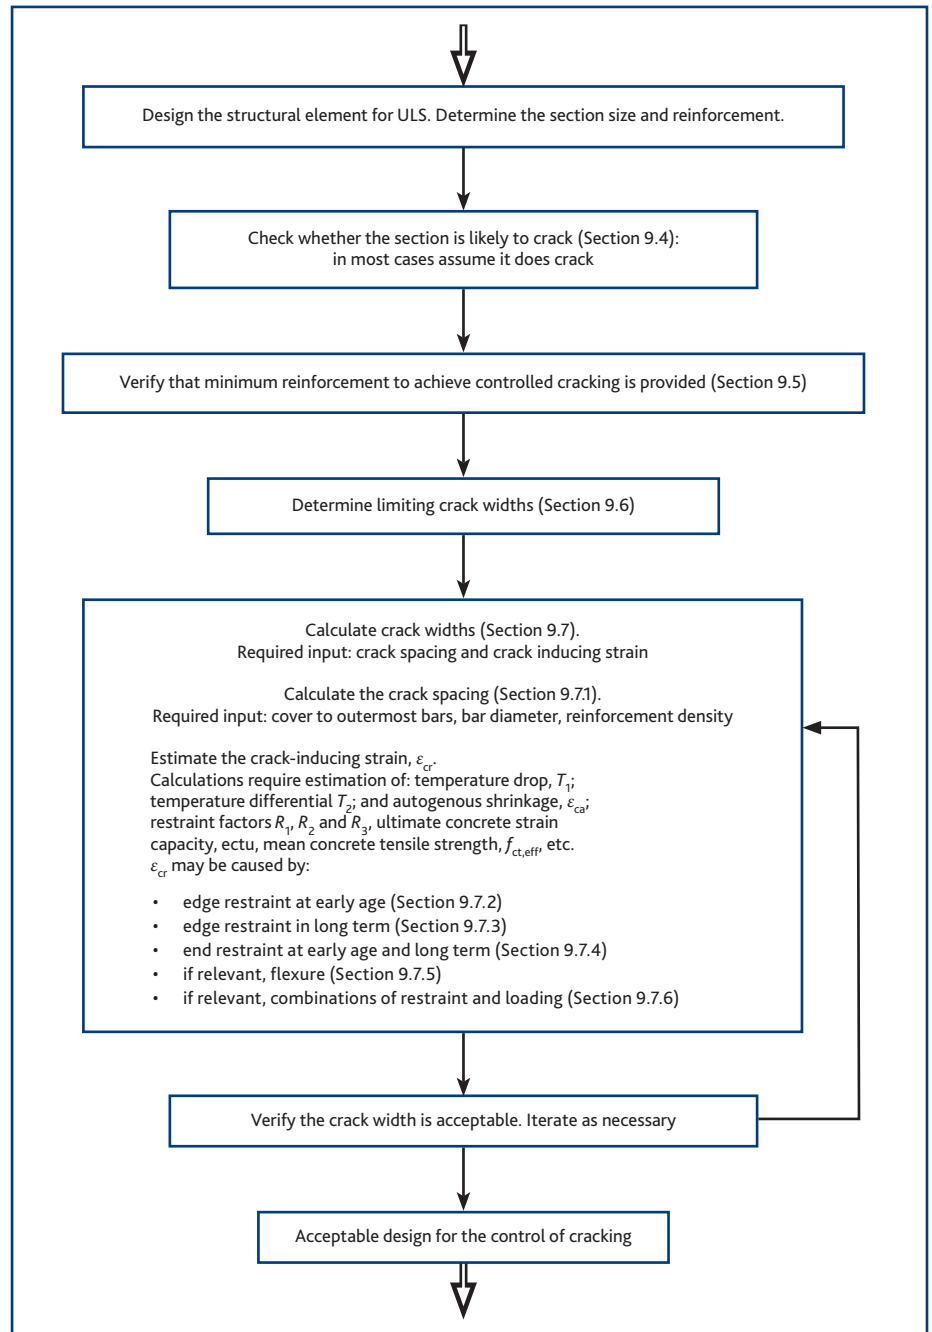 Design the structural element for ULS. Determine the section size and reinforcement.
Check whether the section is likely to crack (Section 9.4):
in most cases assume it does crack
Verify that minimum reinforcement to achieve controlled cracking is provided (Section 9.5)
Determine limiting crack widths (Section 9.6)
Calculate crack widths (Section 9.7).
Required input: crack spacing and crack inducing strain
Calculate the crack spacing (Section 9.7.1).
Required input: cover to outermost bars, bar diameter, reinforcement density
Estimate the crack-inducing strain, εcr.
Calculations require estimation of: temperature drop, T1;
temperature differential T2; and autogenous shrinkage, εca;
restraint factors R1, R2 and R3, ultimate concrete strain
capacity, ectu, mean concrete tensile strength, fct,eff, etc.
εcr may be caused by:
• edge restraint at early age (Section 9.7.2)
• edge restraint in long term (Section 9.7.3)
• end restraint at early age and long term (Section 9.7.4)
• if relevant, flexure (Section 9.7.5)
• if relevant, combinations of restraint and loading (Section 9.7.6)
Verify the crack width is acceptable. Iterate as necessary
Acceptable design for the control of cracking